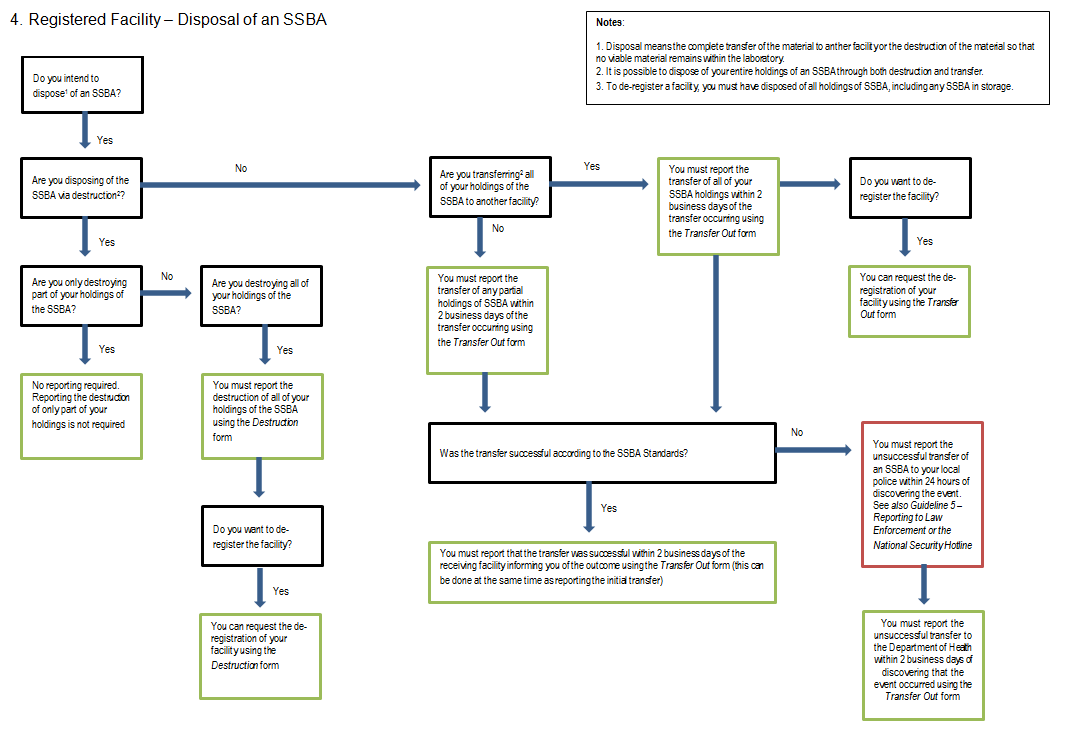 4. Registered Facility – Disposal of an SSBA
Notes:
1. Disposal means the complete transfer of the material to anther facility or the destruction of the material so that
no viable material remains within the laboratory.
2. It is possible to dispose of your entire holdings of an SSBA through both destruction and transfer.
3. To de-register a facility, you must have disposed of all holdings of SSBA, including any SSBA in storage.
Do you intend to
dispose¹ of an SSBA?
Yes
Are you disposing of the
SSBA via destruction²?
No
Yes
Are you only destroying
part of your holdings of
the SSBA?
No
Yes
No reporting required.
Reporting the destruction
of only part of your
holdings is not required
Are you destroying all of
your holdings of the
SSBA?
Yes
You must report the
destruction of all of your
holdings of the SSBA
using the Destruction
form
Do you want to de-
register the facility?
Yes
You can request the de-
registration of your
facility using the
Destruction form
Are you transferring² all
of your holdings of the
SSBA to another facility?
Yes
No
You must report the
transfer of any partial
holdings of SSBA within
2 business days of the
transfer occurring using
the Transfer Out form
You must report the
transfer of all of your
SSBA holdings within 2
business days of the
transfer occurring using
the Transfer Out form
Do you want to de-
register the facility?
Yes
You can request the de-
registration of your
facility using the Transfer
Out form
Was the transfer successful according to the SSBA Standards?
No
Yes
You must report that the transfer was successful within 2 business days of the
receiving facility informing you of the outcome using the Transfer Out form (this can
be done at the same time as reporting the initial transfer)
You must report the
unsuccessful transfer of
an SSBA to your local
police within 24 hours of
discovering the event.
See also Guideline 5 –
Reporting to Law
Enforcement or the
National Security Hotline
You must report the
unsuccessful transfer to
the Department of Health
within 2 business days of
discovering that the
event occurred using the
Transfer Out form